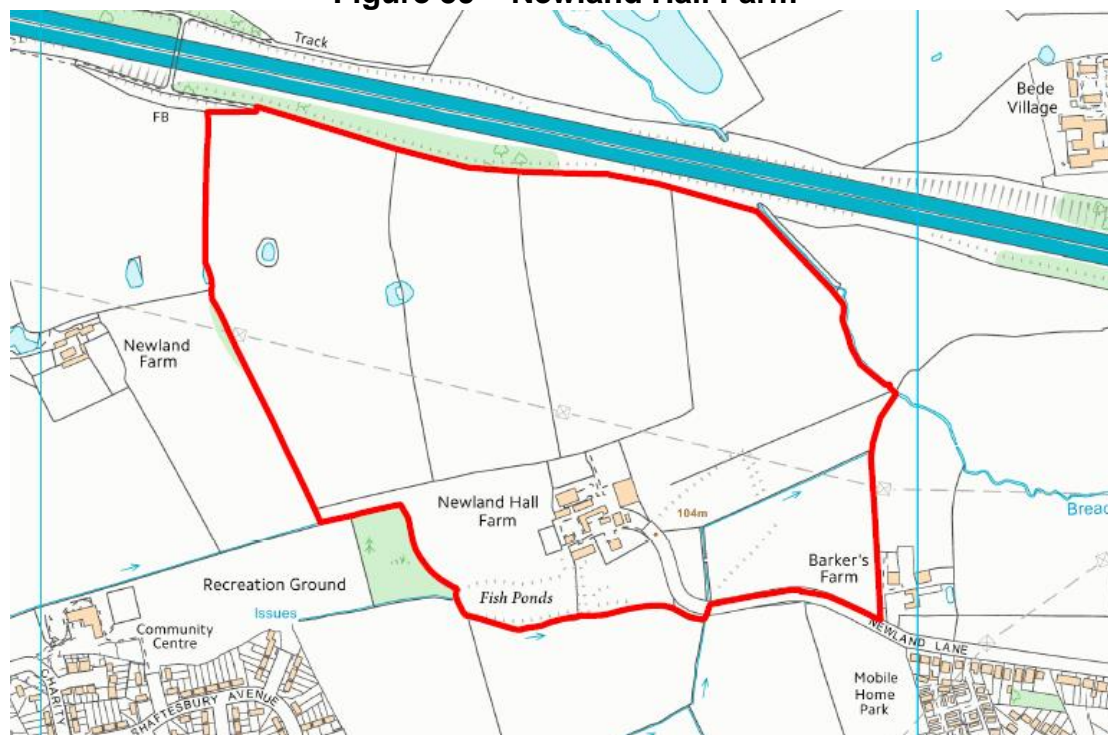 Newland Hall Farm
Track
FB
Bede
Village
Newland
Farm
Newland Hall
Farm
104m
Recreation Ground
Issues
Fish Ponds
Barker's
Farm
Community
Centre
NEWLAND LANE
CHARITY
SHAFTESBURY AVENUE
Mobile
Home
Park